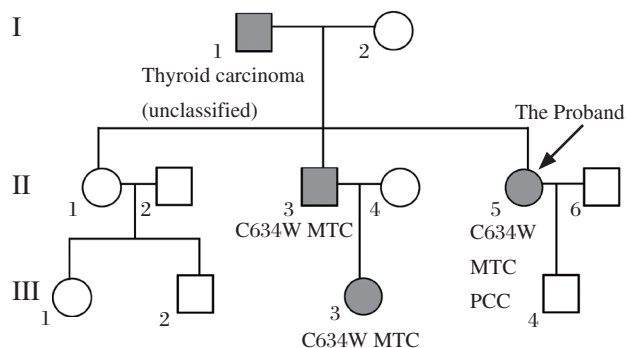 I
1
2
Thyroid carcinoma
(unclassified)
The Proband
II
1
2
3
4
5
6
C634W MTC
C634W
MTC
PCC
III
1
2
3
4
C634W MTC